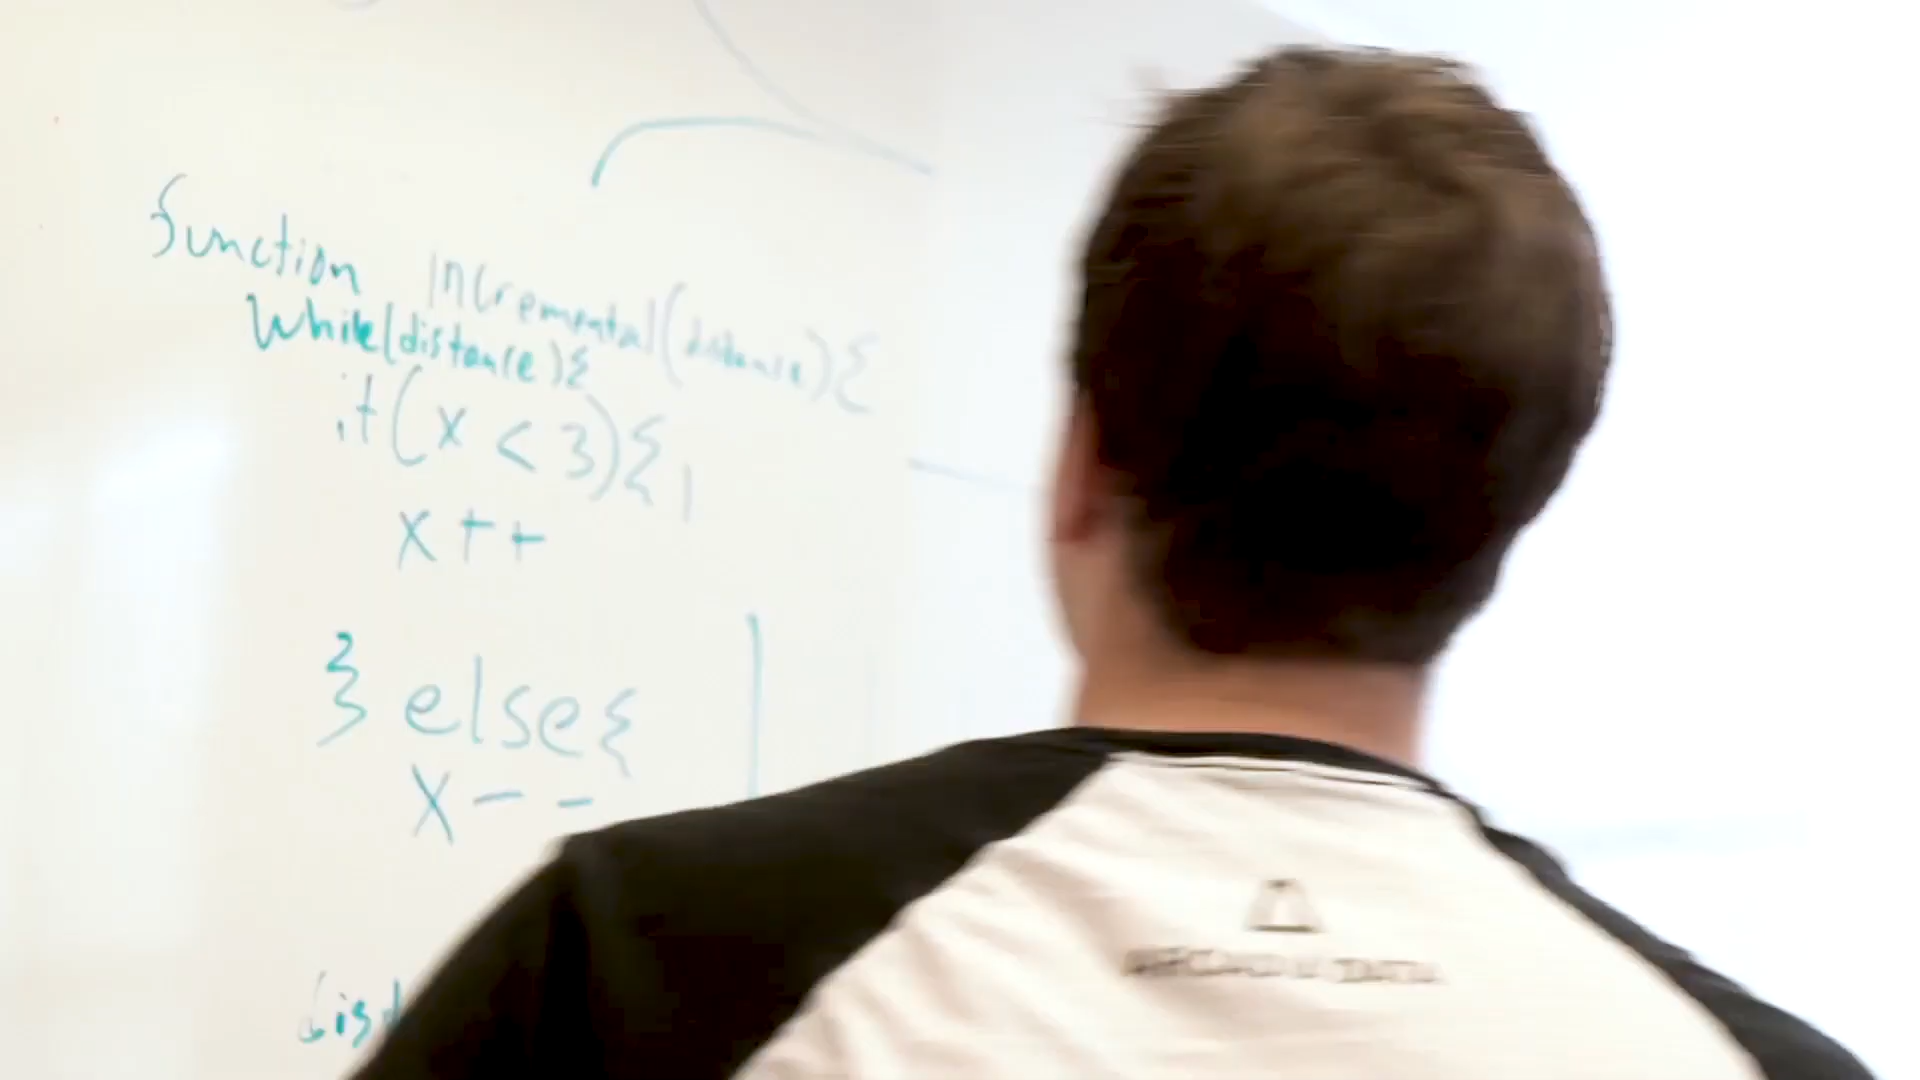 function incremental(distance){
while(distance){
if(x<3){
x++
} else{
x--